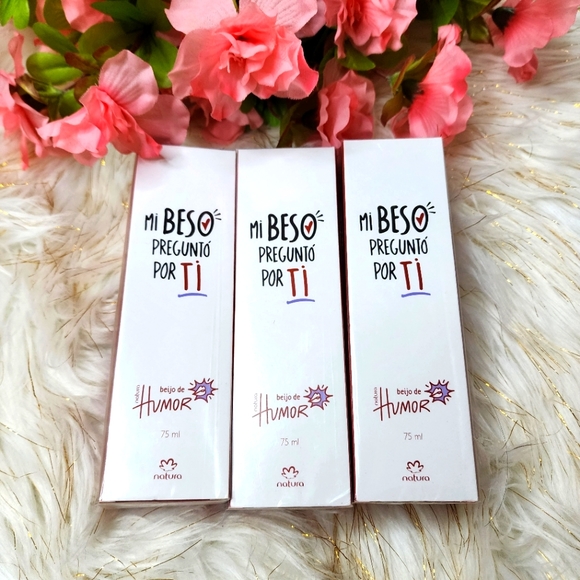 Mi BESO
PREGUNTÓ
POR Ti
natura
beijo de
HUMOR
75 ml
natura
Mi BESO
PREGUNTÓ
POR Ti
natura
beijo de
HUMOR
75 ml
natura
Mi BESO
PREGUNTÓ
POR Ti
natura
beijo de
HUMOR
75 ml
natura